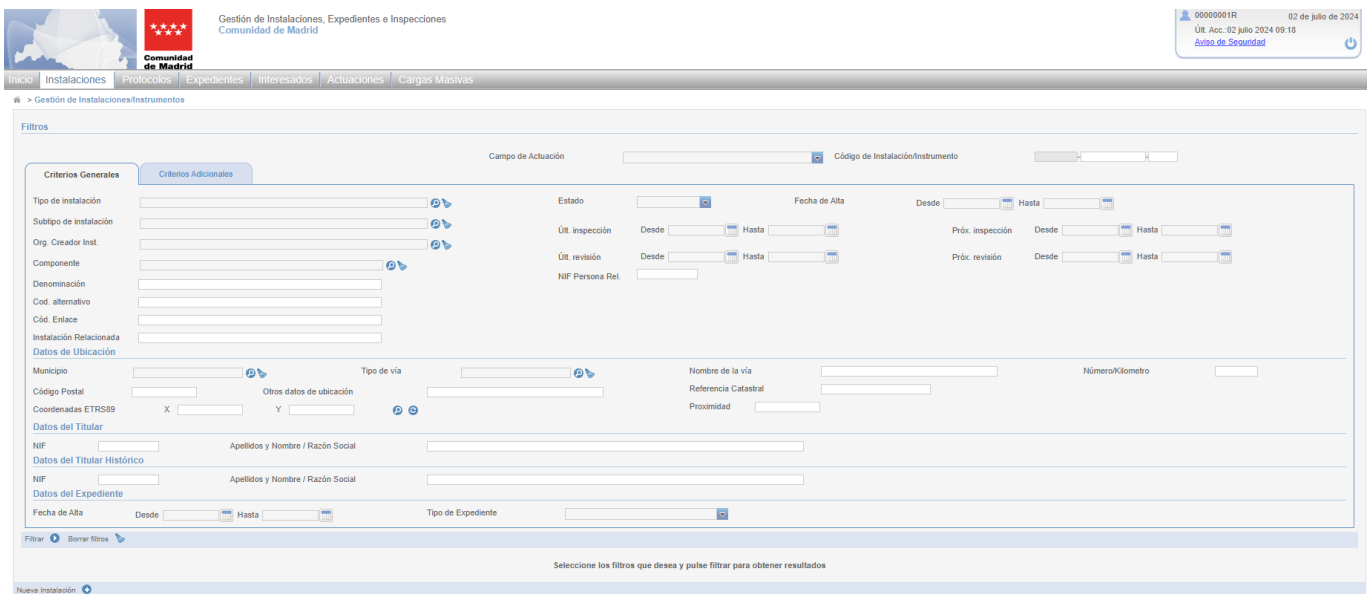 Gestión de Instalaciones, Expedientes e Inspecciones
Comunidad de Madrid
Comunidad
de Madrid
00000001R 02 de julio de 2024
Últ. Acc.:02 julio 2024 09:18
Aviso de Seguridad
Inicio Instalaciones Protocolos Expedientes Interesados Actuaciones Cargas Masivas
> Gestión de Instalaciones/Instrumentos
Filtros
Campo de Actuación Código de Instalación/Instrumento - -
Criterios Generales Criterios Adicionales
Tipo de instalación Estado Fecha de Alta Desde Hasta
Subtipo de instalación
Últ. inspección Desde Hasta Próx. inspección Desde Hasta
Org. Creador Inst.
Últ. revisión Desde Hasta Próx. revisión Desde Hasta
Componente
NIF Persona Rel.
Denominación
Cod. alternativo
Cód. Enlace
Instalación Relacionada
Datos de Ubicación
Municipio Tipo de vía Nombre de la vía Número/Kilometro
Código Postal Otros datos de ubicación Referencia Catastral
Coordenadas ETRS89 X Y Proximidad
Datos del Titular
NIF Apellidos y Nombre / Razón Social
Datos del Titular Histórico
NIF Apellidos y Nombre / Razón Social
Datos del Expediente
Fecha de Alta Desde Hasta Tipo de Expediente
Filtrar Borrar filtros
Seleccione los filtros que desea y pulse filtrar para obtener resultados
Nueva Instalación